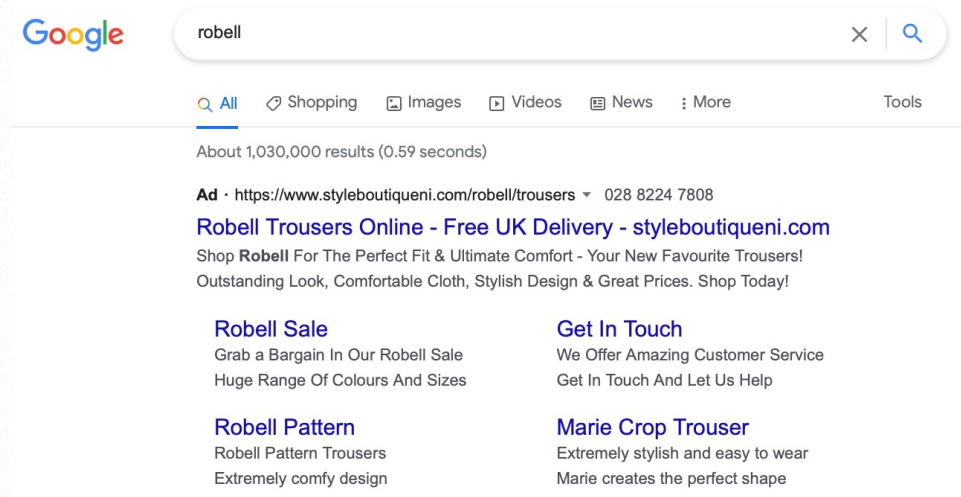 Google
robell
All Shopping Images Videos News More Tools
About 1,030,000 results (0.59 seconds)
Ad · https://www.styleboutiqueni.com/robell/trousers 028 8224 7808
Robell Trousers Online - Free UK Delivery - styleboutiqueni.com
Shop Robell For The Perfect Fit & Ultimate Comfort - Your New Favourite Trousers!
Outstanding Look, Comfortable Cloth, Stylish Design & Great Prices. Shop Today!
Robell Sale
Grab a Bargain In Our Robell Sale
Huge Range Of Colours And Sizes
Get In Touch
We Offer Amazing Customer Service
Get In Touch And Let Us Help
Robell Pattern
Robell Pattern Trousers
Extremely comfy design
Marie Crop Trouser
Extremely stylish and easy to wear
Marie creates the perfect shape